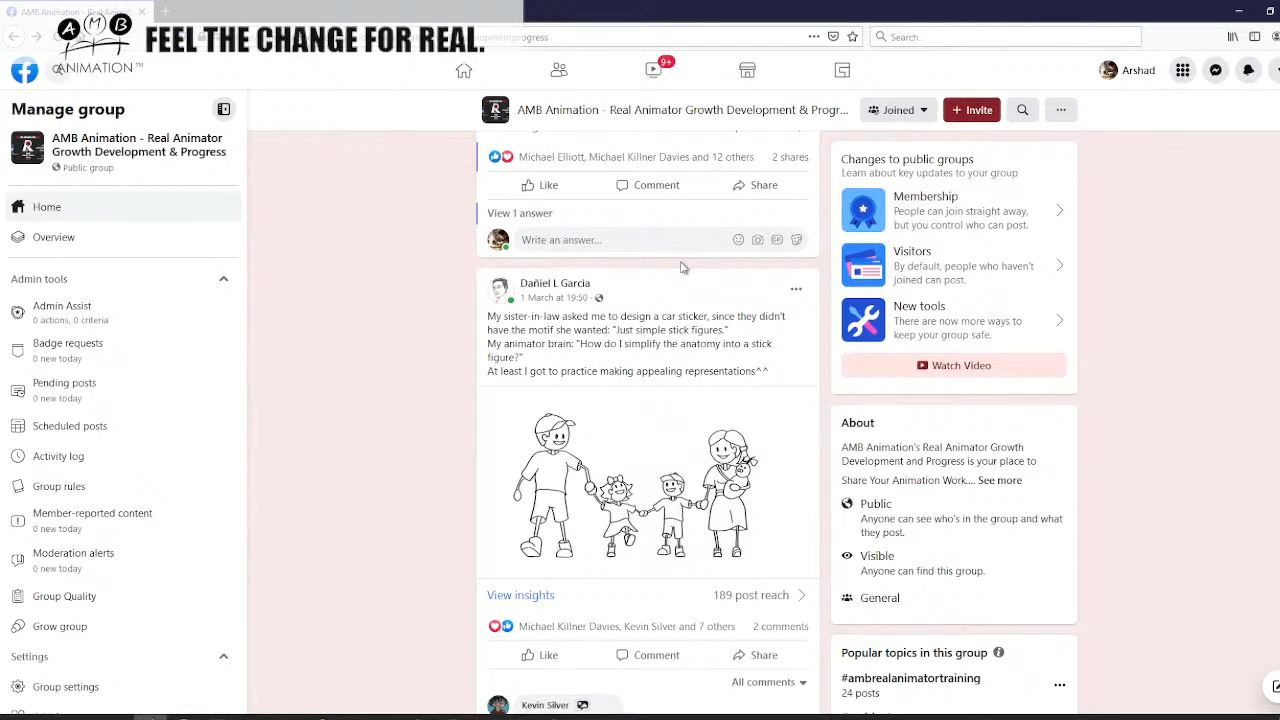 AMB Animation - Real Animat
AMB
ANIMATION™
FEEL THE CHANGE FOR REAL.
progress
Search
9+
Arshad
Manage group
AMB Animation - Real Animator
Growth Development & Progress
Public group
Home
Overview
Admin tools
Admin Assist
0 actions, 0 criteria
Badge requests
0 new today
Pending posts
0 new today
Scheduled posts
Activity log
Group rules
Member-reported content
0 new today
Moderation alerts
0 new today
Group Quality
Grow group
Settings
Group settings
R
AMB Animation - Real Animator Growth Development & Progr...
Joined
+ Invite
Michael Elliott, Michael Killner Davies and 12 others
2 shares
Like
Comment
Share
View 1 answer
Write an answer...
GIF
Dañiel L Garcia
1 March at 19:50 ·
My sister-in-law asked me to design a car sticker, since they didn't
have the motif she wanted: "Just simple stick figures."
My animator brain: "How do I simplify the anatomy into a stick
figure?"
At least I got to practice making appealing representations^^
View insights
189 post reach
Michael Killner Davies, Kevin Silver and 7 others
2 comments
Like
Comment
Share
All comments
Kevin Silver
Changes to public groups
Learn about key updates to your group
Membership
People can join straight away,
but you control who can post.
Visitors
By default, people who haven't
joined can post.
New tools
There are now more ways to
keep your group safe.
Watch Video
About
AMB Animation's Real Animator Growth
Development and Progress is your place to
Share Your Animation Work.... See more
Public
Anyone can see who's in the group and what
they post.
Visible
Anyone can find this group.
General
Popular topics in this group
#ambrealanimatortraining
24 posts